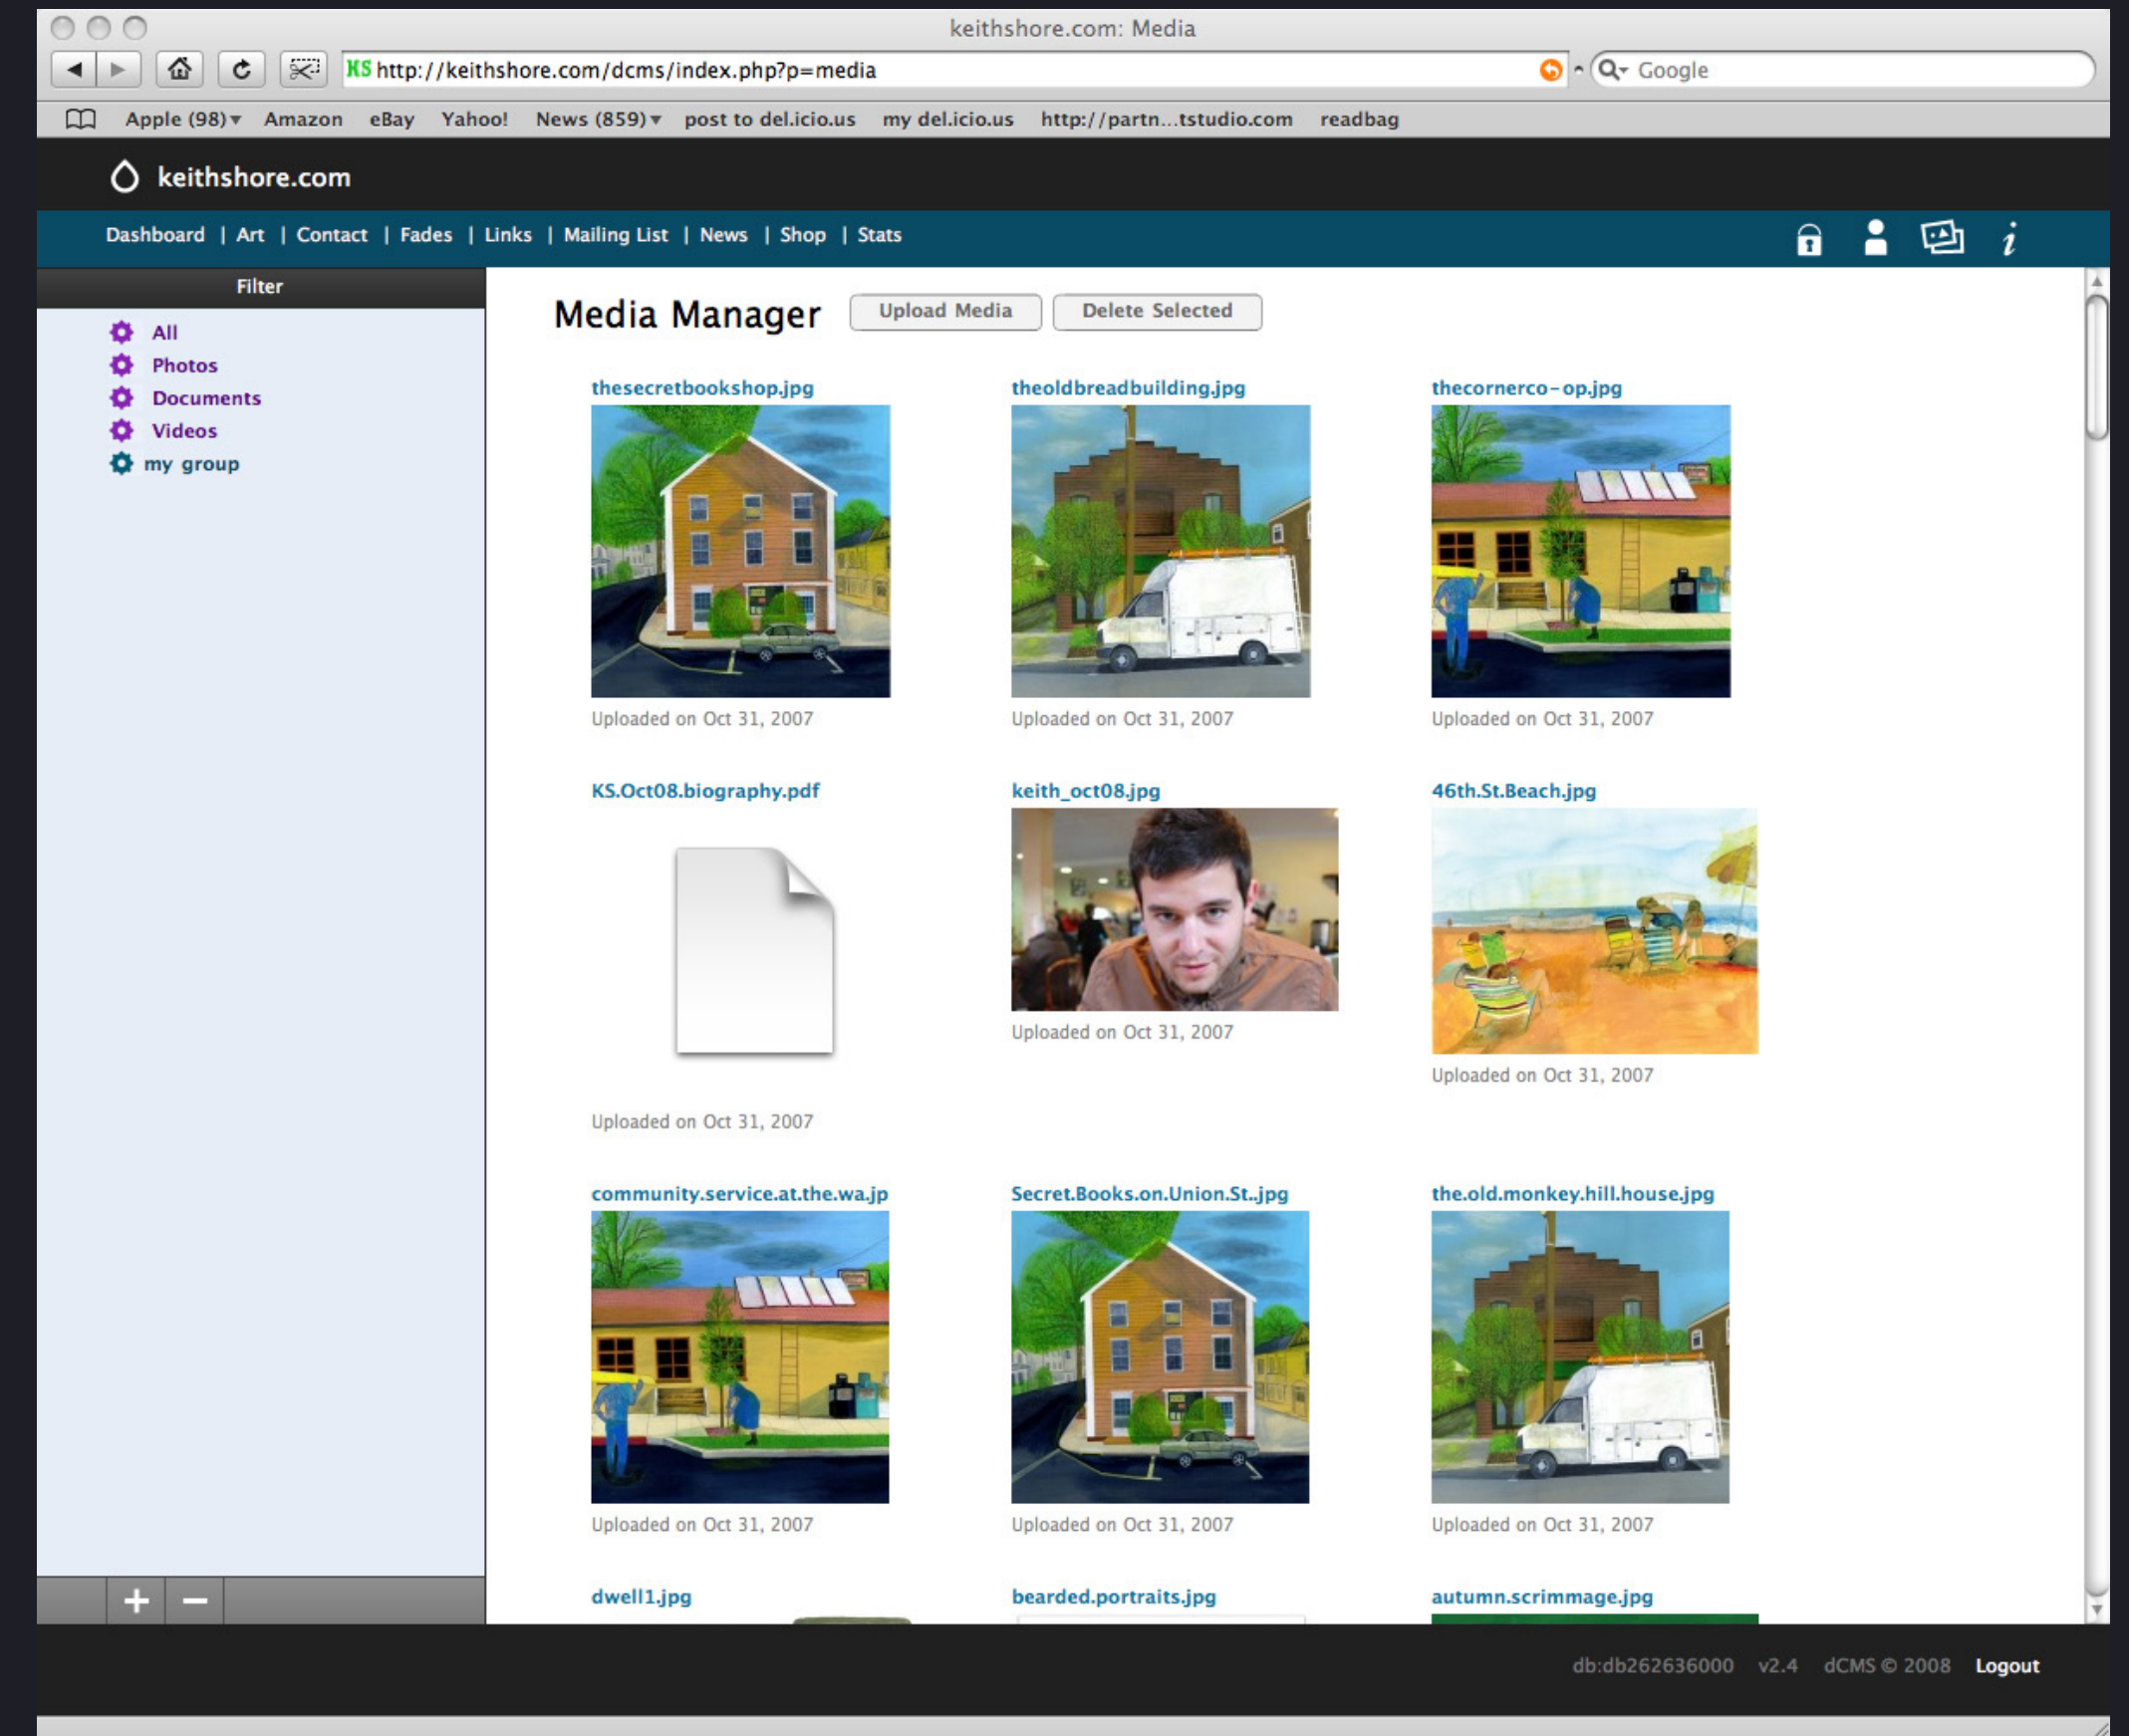 keithshore.com: Media
KS http://keithshore.com/dcms/index.php?p=media
Google
Apple (98) Amazon eBay Yahoo! News (859) post to del.icio.us my del.icio.us http://partn...tstudio.com readbag
keithshore.com
Dashboard | Art | Contact | Fades | Links | Mailing List | News | Shop | Stats
Filter
All
Photos
Documents
Videos
my group
Media Manager
Upload Media
Delete Selected
thesecretbookshop.jpg
theoldbreadbuilding.jpg
thecornerco-op.jpg
Uploaded on Oct 31, 2007
Uploaded on Oct 31, 2007
Uploaded on Oct 31, 2007
KS.Oct08.biography.pdf
keith_oct08.jpg
46th.St.Beach.jpg
Uploaded on Oct 31, 2007
Uploaded on Oct 31, 2007
Uploaded on Oct 31, 2007
community.service.at.the.wa.jp
Secret.Books.on.Union.St..jpg
the.old.monkey.hill.house.jpg
Uploaded on Oct 31, 2007
Uploaded on Oct 31, 2007
Uploaded on Oct 31, 2007
dwell1.jpg
bearded.portraits.jpg
autumn.scrimmage.jpg
db:db262636000 v2.4 dCMS © 2008 Logout